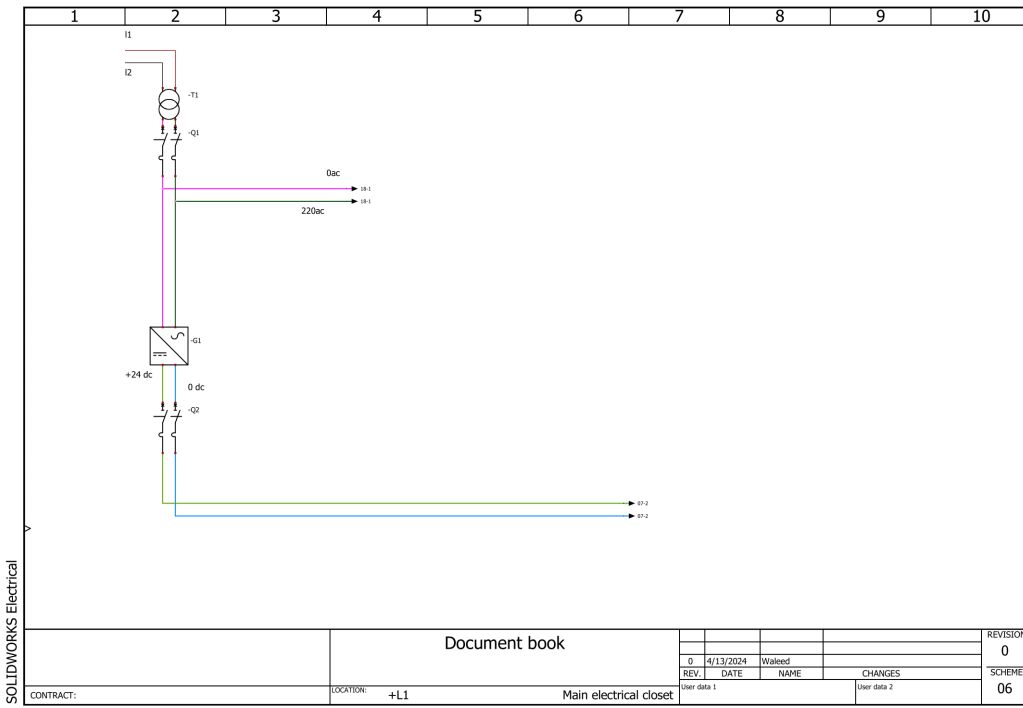 1 2 3 4 5 6 7 8 9 10
l1
l2
-T1
-Q1
0ac
18-1
220ac
18-1
-G1
+24 dc
0 dc
-Q2
07-2
07-2
>
SOLIDWORKS Electrical
Document book
REVISION
0
0 4/13/2024 Waleed
REV. DATE NAME CHANGES
SCHEME
06
CONTRACT:
LOCATION: +L1 Main electrical closet
User data 1
User data 2